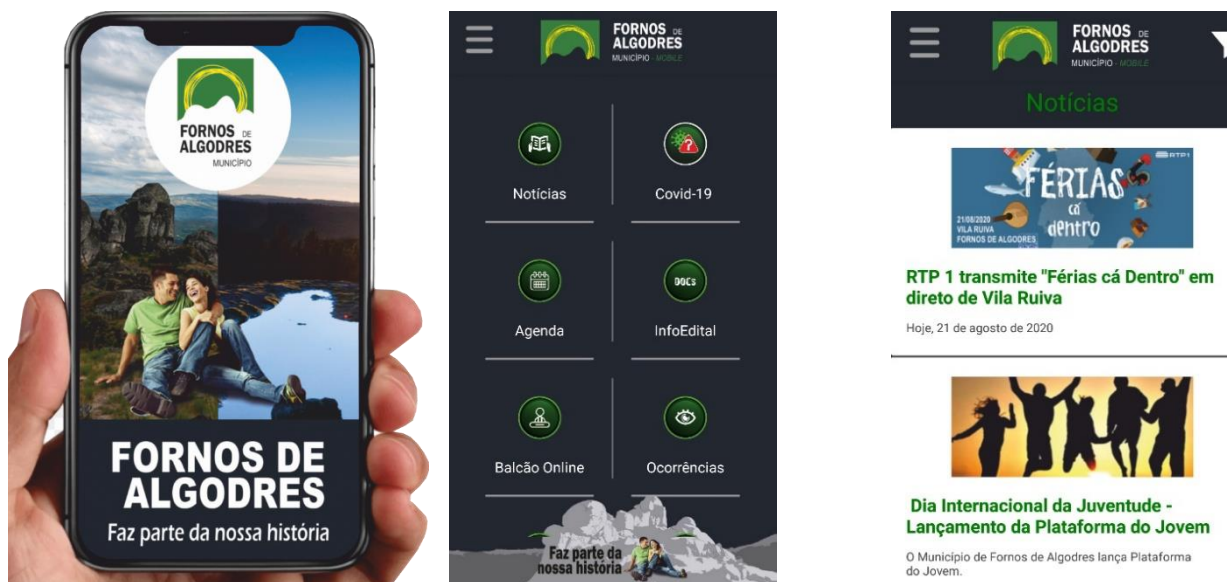 FORNOS DE
ALGODRES
MUNICÍPIO
FORNOS DE
ALGODRES
Faz parte da nossa história
FORNOS DE
ALGODRES
MUNICÍPIO - MOBILE
Notícias
Covid-19
Agenda
DOCS
InfoEdital
Balcão Online
Ocorrências
Faz parte da
nossa história
FORNOS DE
ALGODRES
MUNICÍPIO - MOBILE
Notícias
RTP1
FÉRIAS
cá
dentro
21/08/2020
VILA RUIVA
FORNOS DE ALGODRES
RTP 1 transmite "Férias cá Dentro" em
direto de Vila Ruiva
Hoje, 21 de agosto de 2020
Dia Internacional da Juventude -
Lançamento da Plataforma do Jovem
O Município de Fornos de Algodres lança Plataforma
do Jovem.